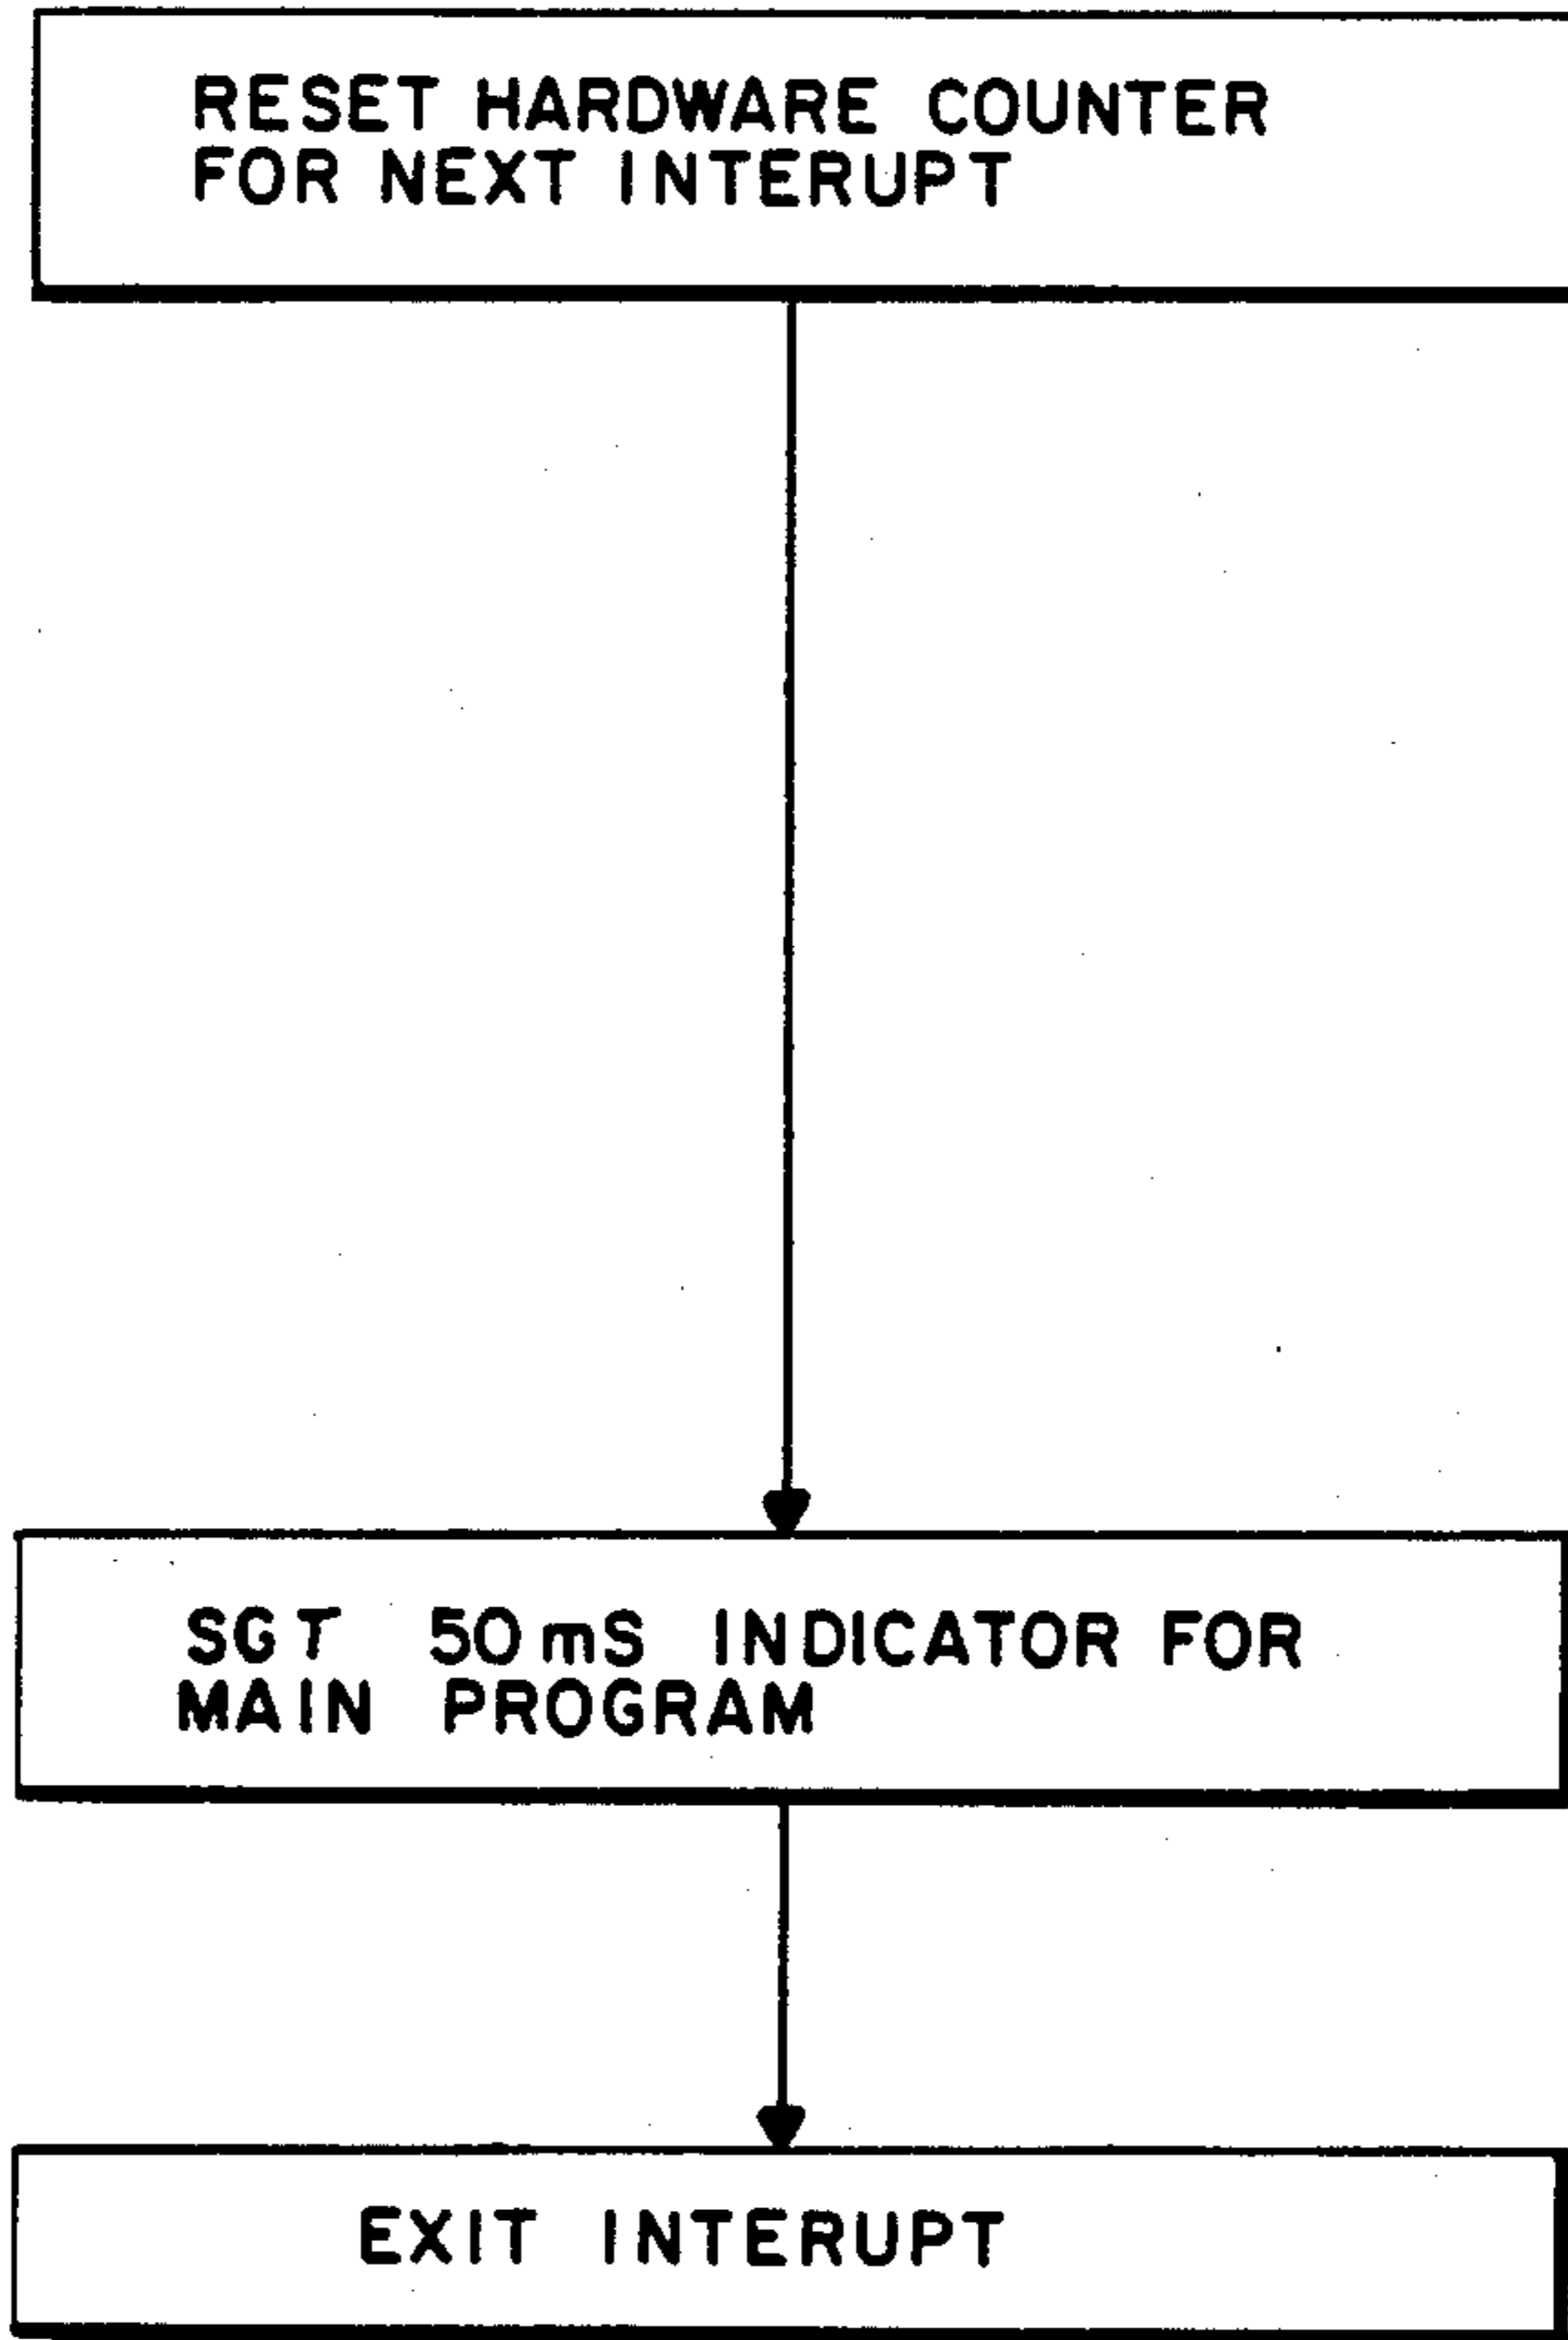 RESET HARDWARE COUNTER
FOR NEXT INTERUPT
SGT 50mS INDICATOR FOR
MAIN PROGRAM
EXIT INTERUPT